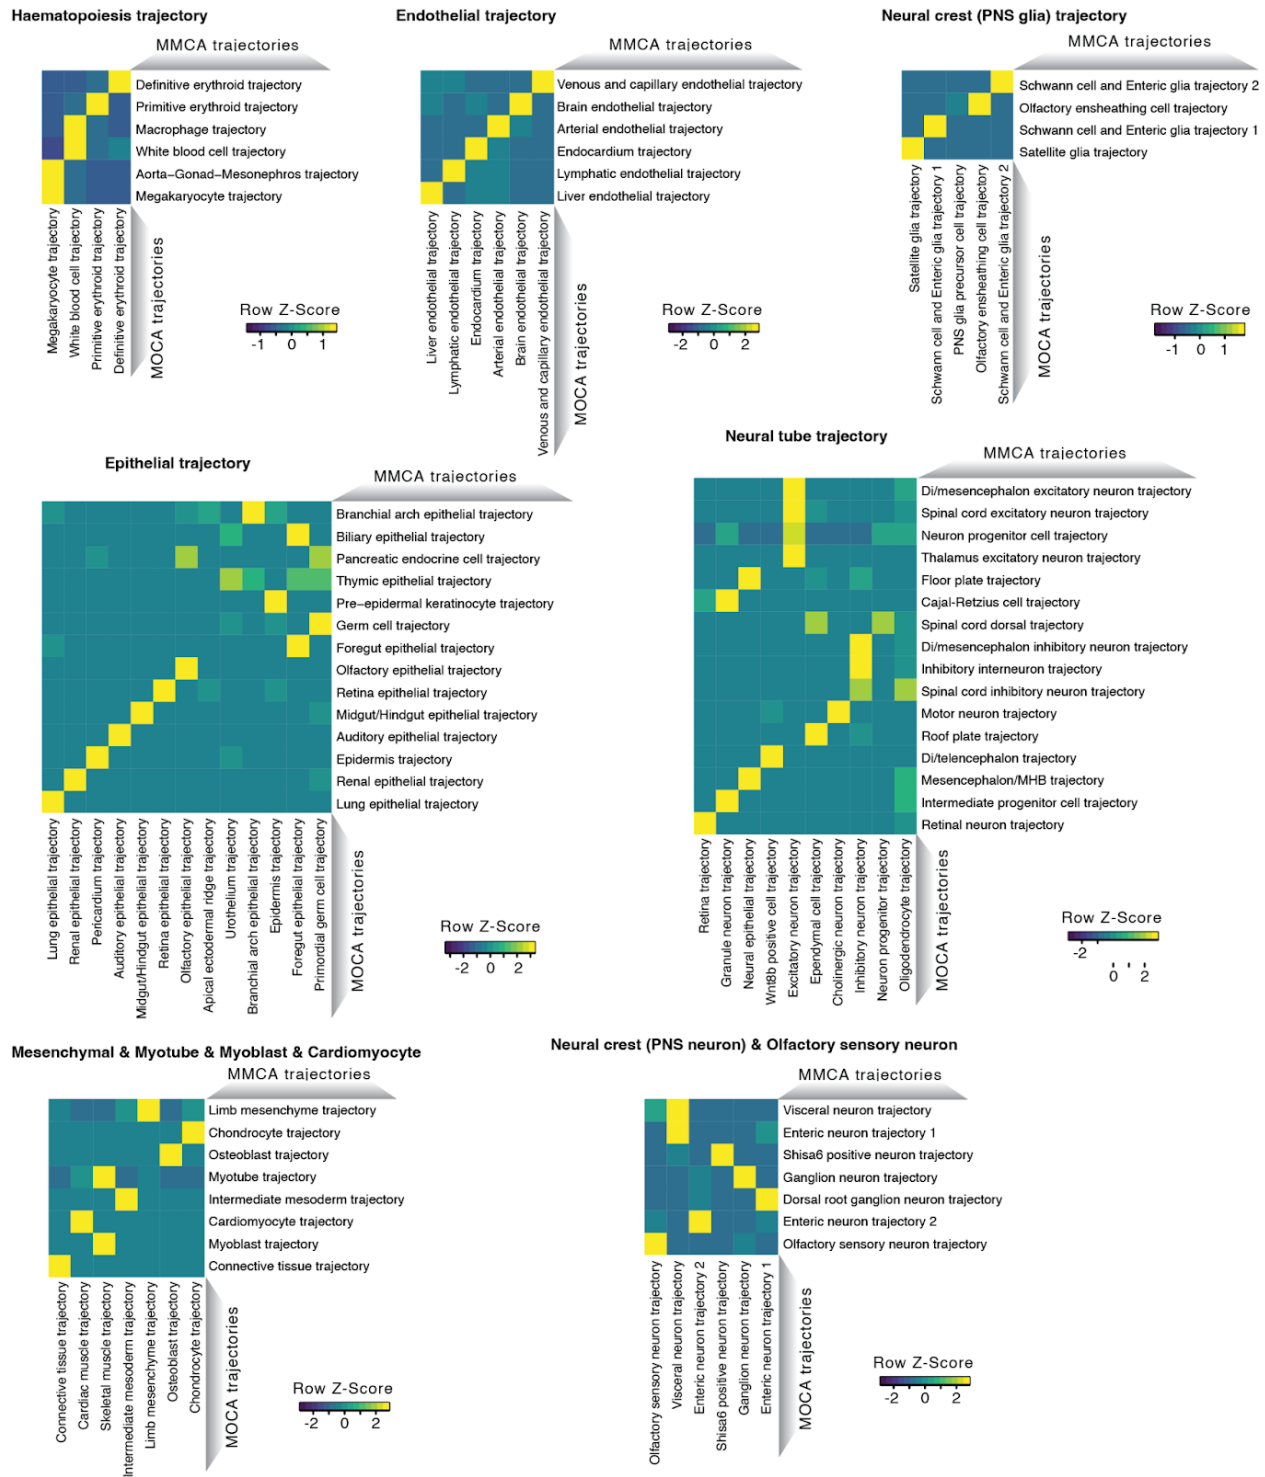 Haematopoiesis trajectory
MMCA trajectories
Definitive erythroid trajectory
Primitive erythroid trajectory
Macrophage trajectory
White blood cell trajectory
Aorta–Gonad–Mesonephros trajectory
Megakaryocyte trajectory
Megakaryocyte trajectory
White blood cell trajectory
Primitive erythroid trajectory
Definitive erythroid trajectory
MOCA trajectories
Row Z-Score
-1 0 1
Endothelial trajectory
MMCA trajectories
Venous and capillary endothelial trajectory
Brain endothelial trajectory
Arterial endothelial trajectory
Endocardium trajectory
Lymphatic endothelial trajectory
Liver endothelial trajectory
Liver endothelial trajectory
Lymphatic endothelial trajectory
Endocardium trajectory
Arterial endothelial trajectory
Brain endothelial trajectory
Venous and capillary endothelial trajectory
MOCA trajectories
Row Z-Score
-2 0 2
Neural crest (PNS glia) trajectory
MMCA trajectories
Schwann cell and Enteric glia trajectory 2
Olfactory ensheathing cell trajectory
Schwann cell and Enteric glia trajectory 1
Satellite glia trajectory
Satellite glia trajectory
Schwann cell and Enteric glia trajectory 1
PNS glia precursor cell trajectory
Olfactory ensheathing cell trajectory
Schwann cell and Enteric glia trajectory 2
MOCA trajectories
Row Z-Score
-1 0 1
Epithelial trajectory
MMCA trajectories
Branchial arch epithelial trajectory
Biliary epithelial trajectory
Pancreatic endocrine cell trajectory
Thymic epithelial trajectory
Pre–epidermal keratinocyte trajectory
Germ cell trajectory
Foregut epithelial trajectory
Olfactory epithelial trajectory
Retina epithelial trajectory
Midgut/Hindgut epithelial trajectory
Auditory epithelial trajectory
Epidermis trajectory
Renal epithelial trajectory
Lung epithelial trajectory
Lung epithelial trajectory
Renal epithelial trajectory
Pericardium trajectory
Auditory epithelial trajectory
Midgut/Hindgut epithelial trajectory
Retina epithelial trajectory
Olfactory epithelial trajectory
Apical ectodermal ridge trajectory
Urothelium trajectory
Branchial arch epithelial trajectory
Epidermis trajectory
Foregut epithelial trajectory
Primordial germ cell trajectory
MOCA trajectories
Row Z-Score
-2 0 2
Neural tube trajectory
MMCA trajectories
Di/mesencephalon excitatory neuron trajectory
Spinal cord excitatory neuron trajectory
Neuron progenitor cell trajectory
Thalamus excitatory neuron trajectory
Floor plate trajectory
Cajal-Retzius cell trajectory
Spinal cord dorsal trajectory
Di/mesencephalon inhibitory neuron trajectory
Inhibitory interneuron trajectory
Spinal cord inhibitory neuron trajectory
Motor neuron trajectory
Roof plate trajectory
Di/telencephalon trajectory
Mesencephalon/MHB trajectory
Intermediate progenitor cell trajectory
Retinal neuron trajectory
Retina trajectory
Granule neuron trajectory
Neural epithelial trajectory
Wnt8b positive cell trajectory
Excitatory neuron trajectory
Ependymal cell trajectory
Cholinergic neuron trajectory
Inhibitory neuron trajectory
Neuron progenitor trajectory
Oligodendrocyte trajectory
MOCA trajectories
Row Z-Score
-2
0 2
Mesenchymal & Myotube & Myoblast & Cardiomyocyte
MMCA trajectories
Limb mesenchyme trajectory
Chondrocyte trajectory
Osteoblast trajectory
Myotube trajectory
Intermediate mesoderm trajectory
Cardiomyocyte trajectory
Myoblast trajectory
Connective tissue trajectory
Connective tissue trajectory
Cardiac muscle trajectory
Skeletal muscle trajectory
Intermediate mesoderm trajectory
Limb mesenchyme trajectory
Osteoblast trajectory
Chondrocyte trajectory
MOCA trajectories
Row Z-Score
-2 0 2
Neural crest (PNS neuron) & Olfactory sensory neuron
MMCA trajectories
Visceral neuron trajectory
Enteric neuron trajectory 1
Shisa6 positive neuron trajectory
Ganglion neuron trajectory
Dorsal root ganglion neuron trajectory
Enteric neuron trajectory 2
Olfactory sensory neuron trajectory
Olfactory sensory neuron trajectory
Visceral neuron trajectory
Enteric neuron trajectory 2
Shisa6 positive neuron trajectory
Ganglion neuron trajectory
Enteric neuron trajectory 1
MOCA trajectories
Row Z-Score
-2 0 2